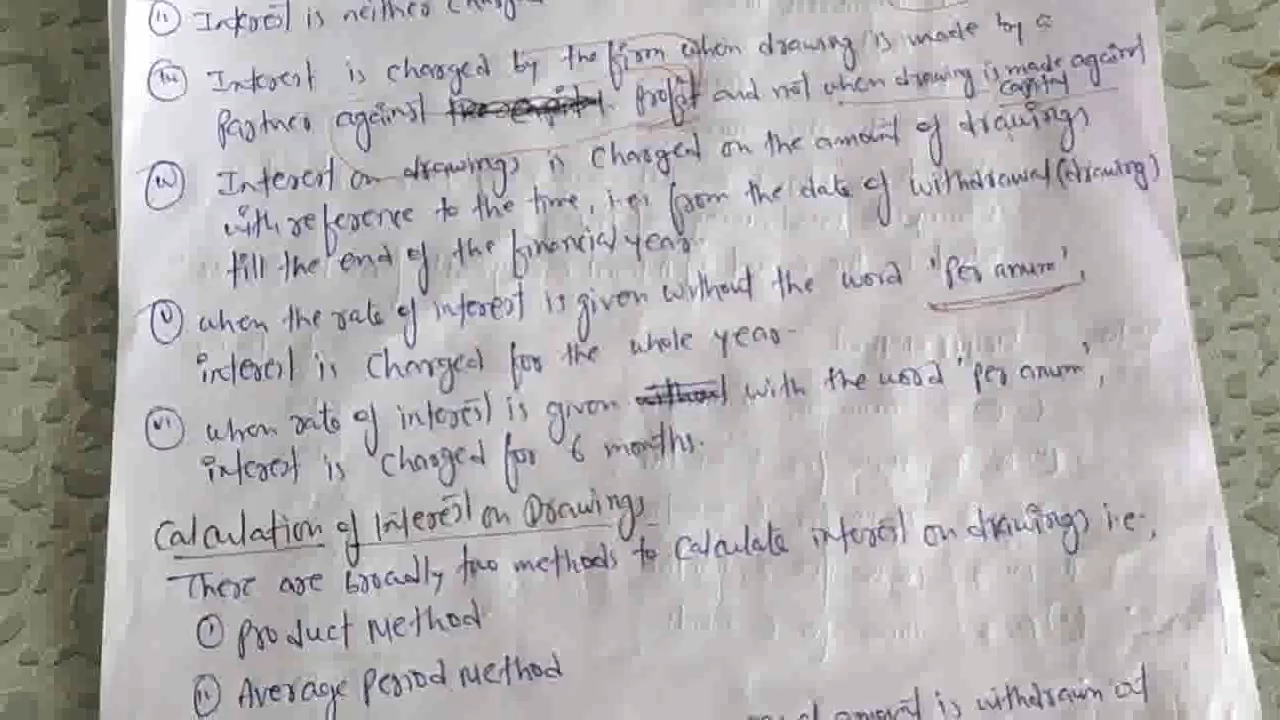 (ii) Interest is neither
(iii) Interest is charged by the firm when drawing is made by a
Partner against profit and not when drawing is made against
capital
(iv) Interest on drawings is charged on the amount of drawings
with reference to the time, i.e. from the date of withdrawal (drawing)
till the end of the financial year.
(v) when the rate of interest is given without the word "Per anum",
interest is charged for the whole year.
(vi) when rate of interest is given with the word 'per anum',
interest is charged for 6 months.
Calculation of Interest on Drawings
There are broadly two methods to calculate interest on drawings i.e.,
(i) Product Method
(ii) Average Period Method
amount is withdrawn at